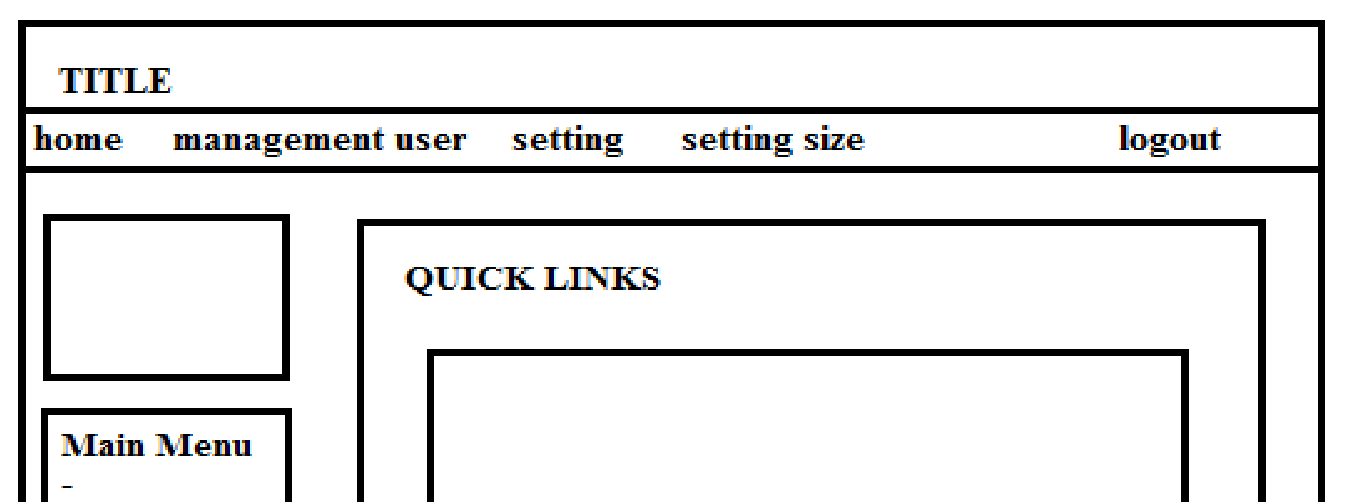 TITLE
home management user setting setting size logout
QUICK LINKS
Main Menu
-